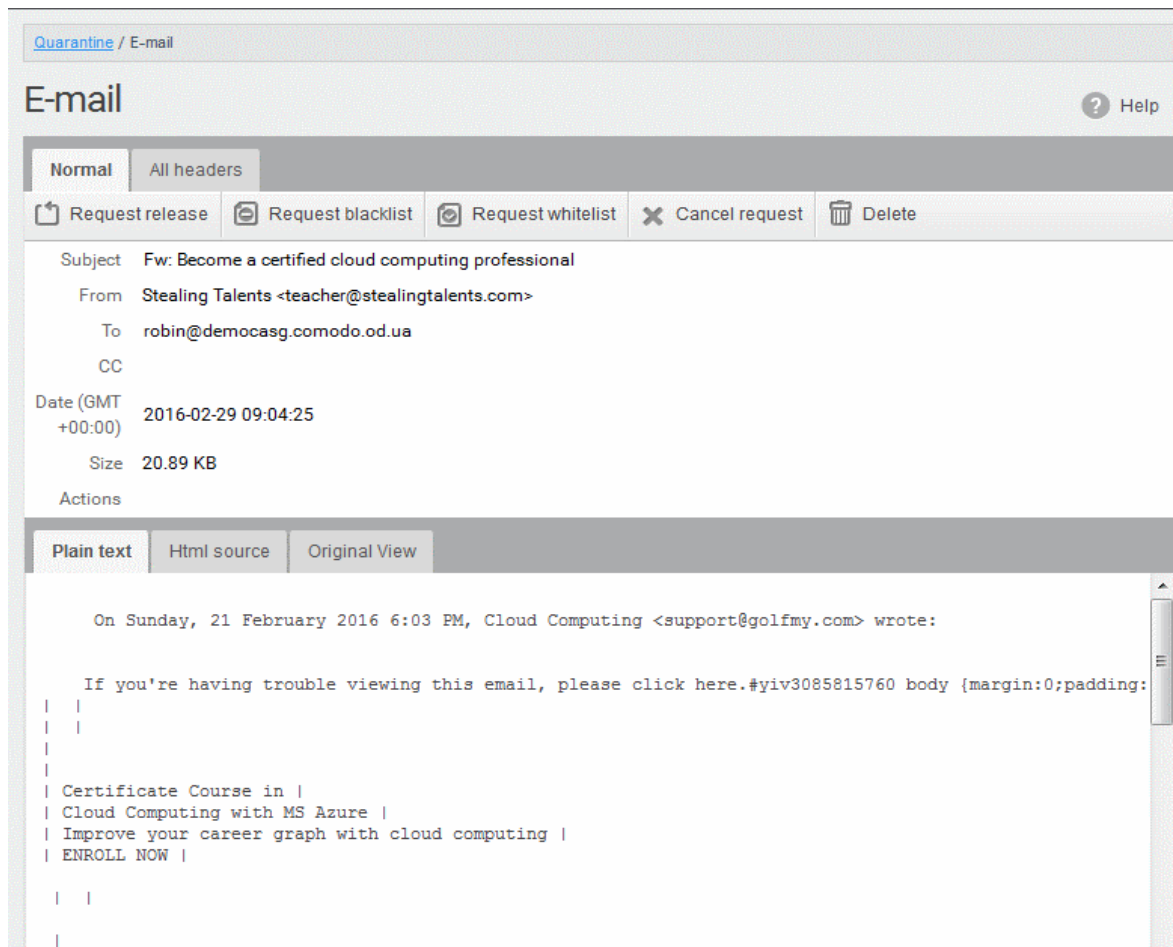 Quarantine / E-mail
E-mail
Help
Normal All headers
Request release Request blacklist Request whitelist Cancel request Delete
Subject Fw: Become a certified cloud computing professional
From Stealing Talents <teacher@stealingtalents.com>
To robin@democasg.comodo.od.ua
CC
Date (GMT
+00:00) 2016-02-29 09:04:25
Size 20.89 KB
Actions
Plain text Html source Original View
On Sunday, 21 February 2016 6:03 PM, Cloud Computing <support@golfmy.com> wrote:
If you're having trouble viewing this email, please click here.#yiv3085815760 body {margin:0;padding:
| |
| |
|
|
| Certificate Course in |
| Cloud Computing with MS Azure |
| Improve your career graph with cloud computing |
| ENROLL NOW |
| |
|